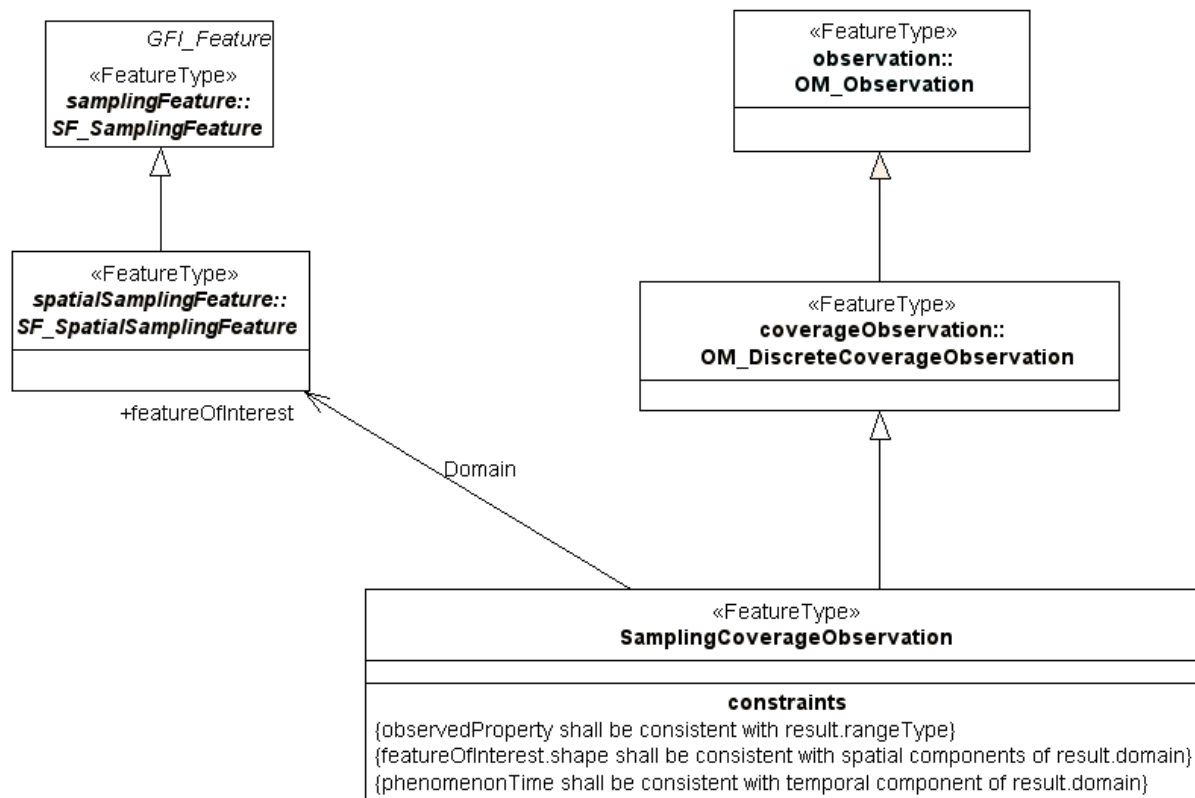 GFI_Feature
«FeatureType»
samplingFeature::
SF_SamplingFeature
«FeatureType»
observation::
OM_Observation
«FeatureType»
spatialSamplingFeature::
SF_SpatialSamplingFeature
«FeatureType»
coverageObservation::
OM_DiscreteCoverageObservation
+featureOfInterest
Domain
«FeatureType»
SamplingCoverageObservation
constraints
{observedProperty shall be consistent with result.rangeType}
{featureOfInterest.shape shall be consistent with spatial components of result.domain}
{phenomenonTime shall be consistent with temporal component of result.domain}